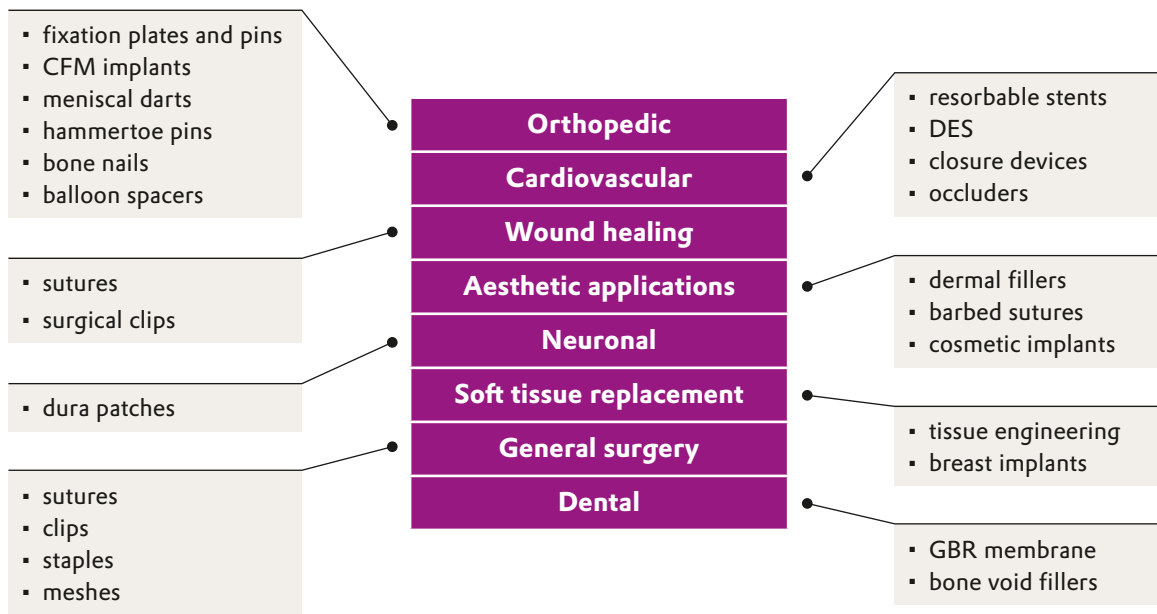 ▪ fixation plates and pins
▪ CFM implants
▪ meniscal darts
▪ hammertoe pins
▪ bone nails
▪ balloon spacers
▪ sutures
▪ surgical clips
▪ dura patches
▪ sutures
▪ clips
▪ staples
▪ meshes
Orthopedic
Cardiovascular
Wound healing
Aesthetic applications
Neuronal
Soft tissue replacement
General surgery
Dental
▪ resorbable stents
▪ DES
▪ closure devices
▪ occluders
▪ dermal fillers
▪ barbed sutures
▪ cosmetic implants
▪ tissue engineering
▪ breast implants
▪ GBR membrane
▪ bone void fillers